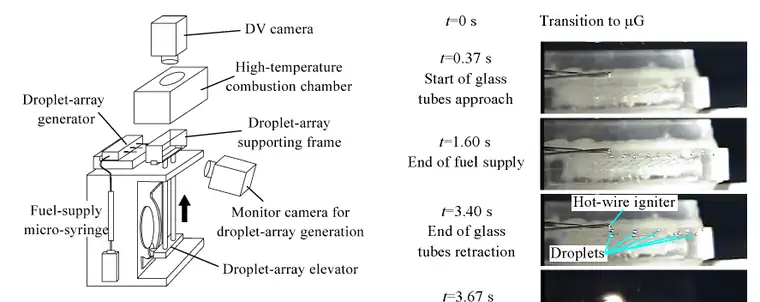 DV camera
High-temperature
combustion chamber
Droplet-array
generator
Droplet-array
supporting frame
Fuel-supply
micro-syringe
Monitor camera for
droplet-array generation
Droplet-array elevator
t=0 s
Transition to µG
t=0.37 s
Start of glass
tubes approach
t=1.60 s
End of fuel supply
t=3.40 s
End of glass
tubes retraction
Hot-wire igniter
Droplets
t=3.67 s